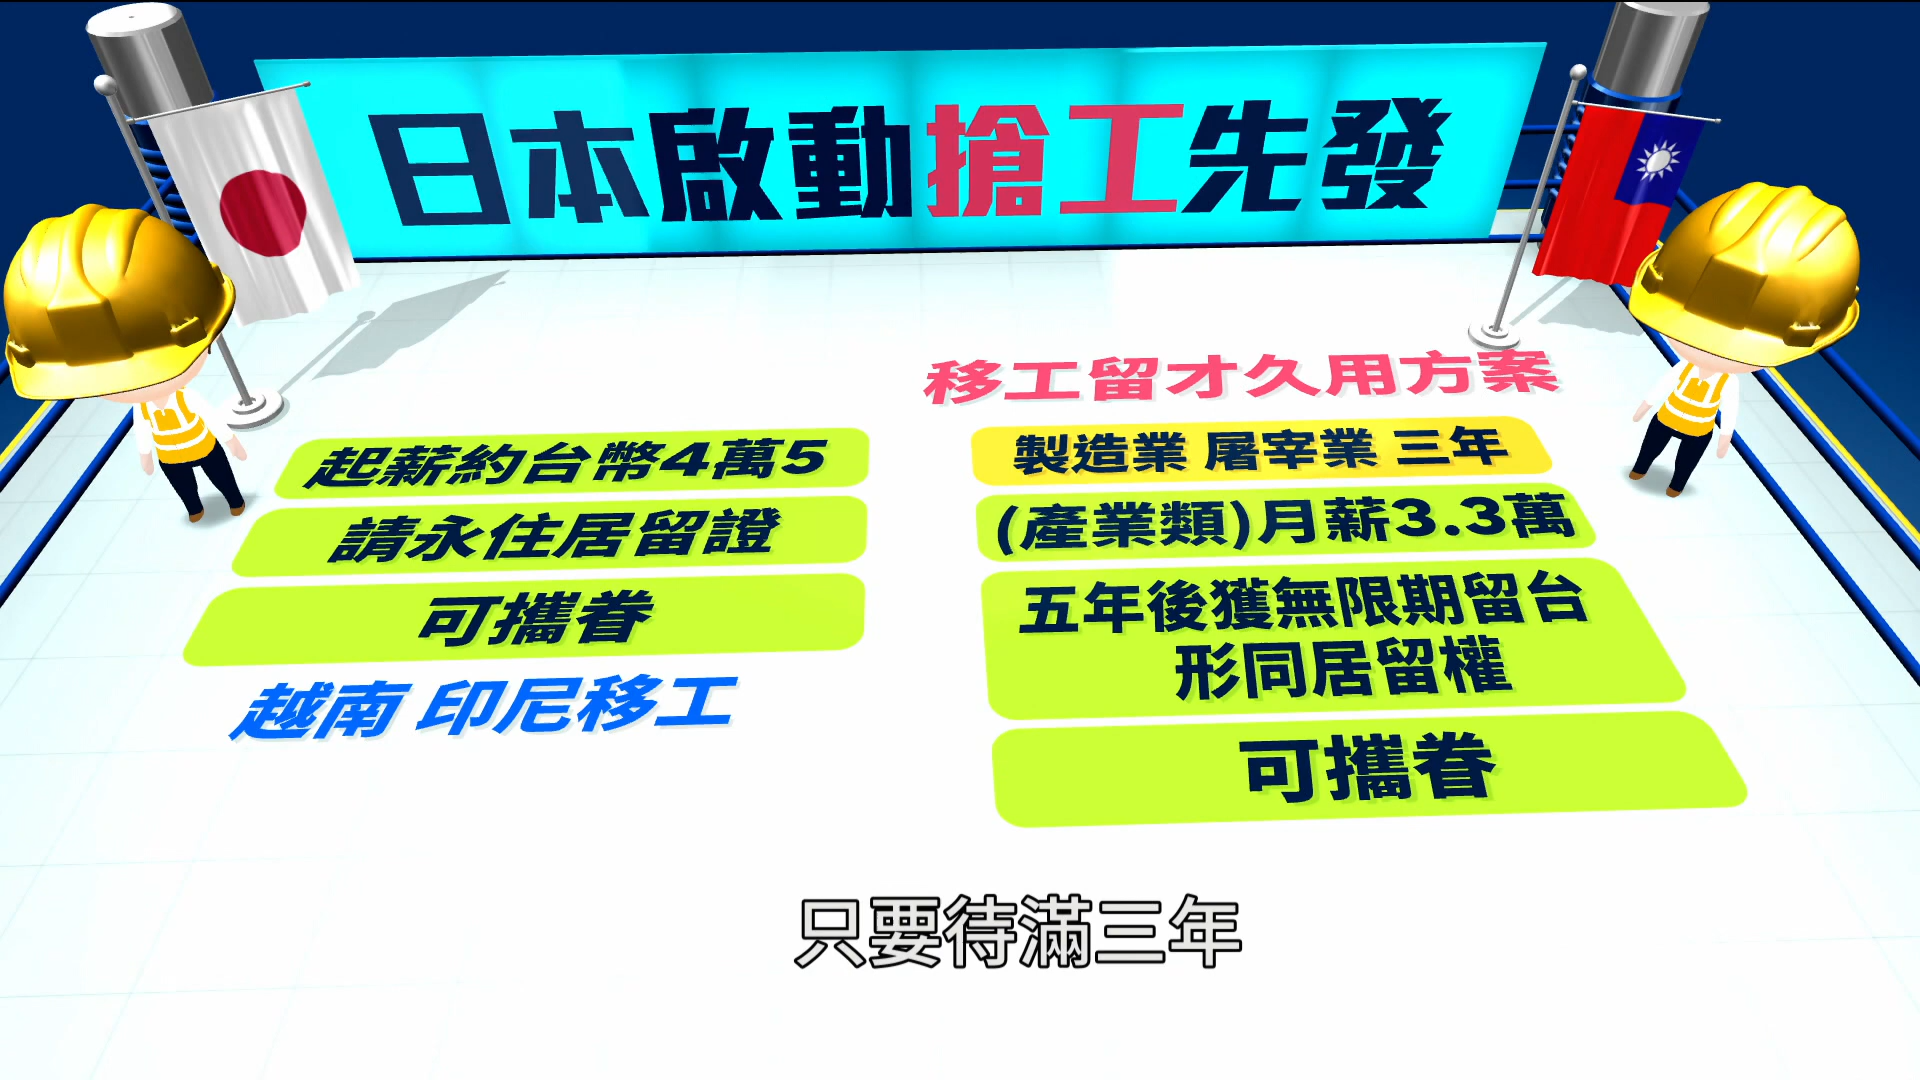 日本啟動搶工先發
起薪約台幣4萬5
請永住居留證
可攜眷
越南 印尼移工
移工留才久用方案
製造業 屠宰業 三年
(產業類)月薪3.3萬
五年後獲無限期留台
形同居留權
可攜眷
只要待滿三年